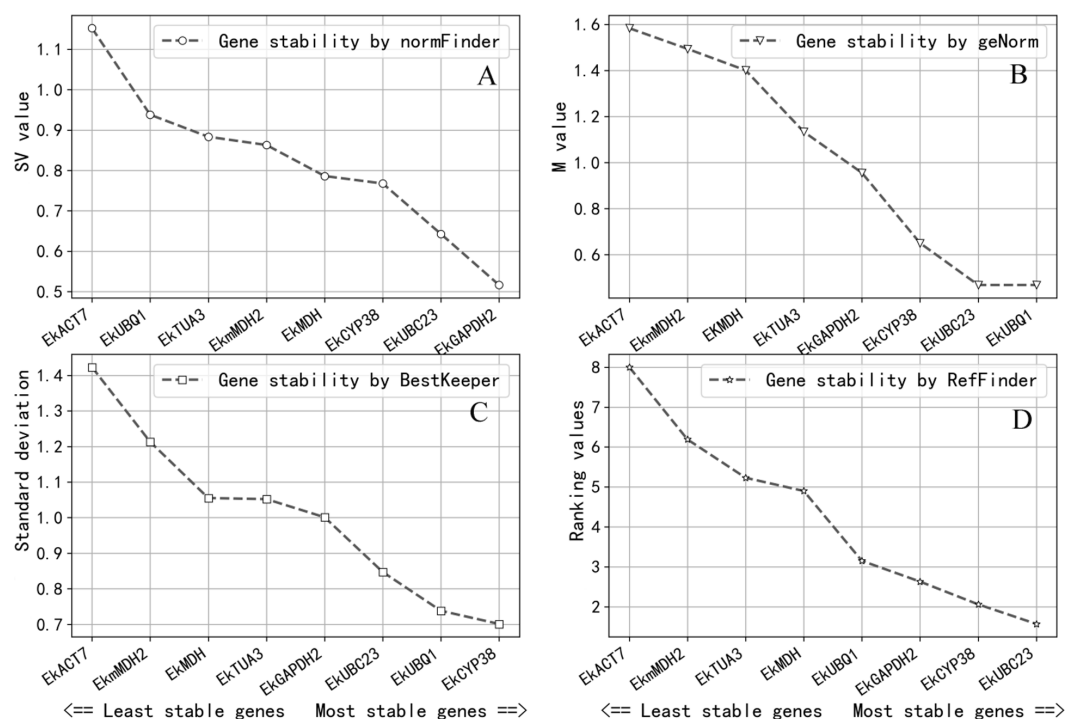 Gene stability by normFinder
A
SV value
1.1
1.0
0.9
0.8
0.7
0.6
0.5
EkACT7
EkUBQ1
EkTUA3
EkmMDH2
EkMDH
EkCYP38
EkUBC23
EkGAPDH2
Gene stability by geNorm
B
M value
1.6
1.4
1.2
1.0
0.8
0.6
EkACT7
EkmMDH2
EKMDH
EkTUA3
EkGAPDH2
EkCYP38
EkUBC23
EkUBQ1
Gene stability by BestKeeper
C
Standard deviation
1.4
1.3
1.2
1.1
1.0
0.9
0.8
0.7
EkACT7
EkmMDH2
EkMDH
EkTUA3
EkGAPDH2
EkUBC23
EkUBQ1
EkCYP38
<== Least stable genes Most stable genes ==>
Gene stability by RefFinder
D
Ranking values
8
7
6
5
4
3
2
EkACT7
EkmMDH2
EkTUA3
EkMDH
EkUBQ1
EkGAPDH2
EkCYP38
EkUBC23
<== Least stable genes Most stable genes ==>